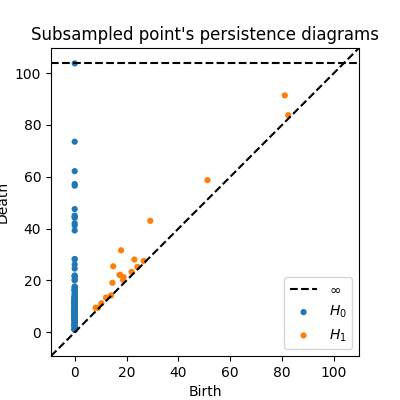 Subsampled point's persistence diagrams
100
80
60
40
20
0
Death
0 20 40 60 80 100
Birth
∞
H₀
H₁